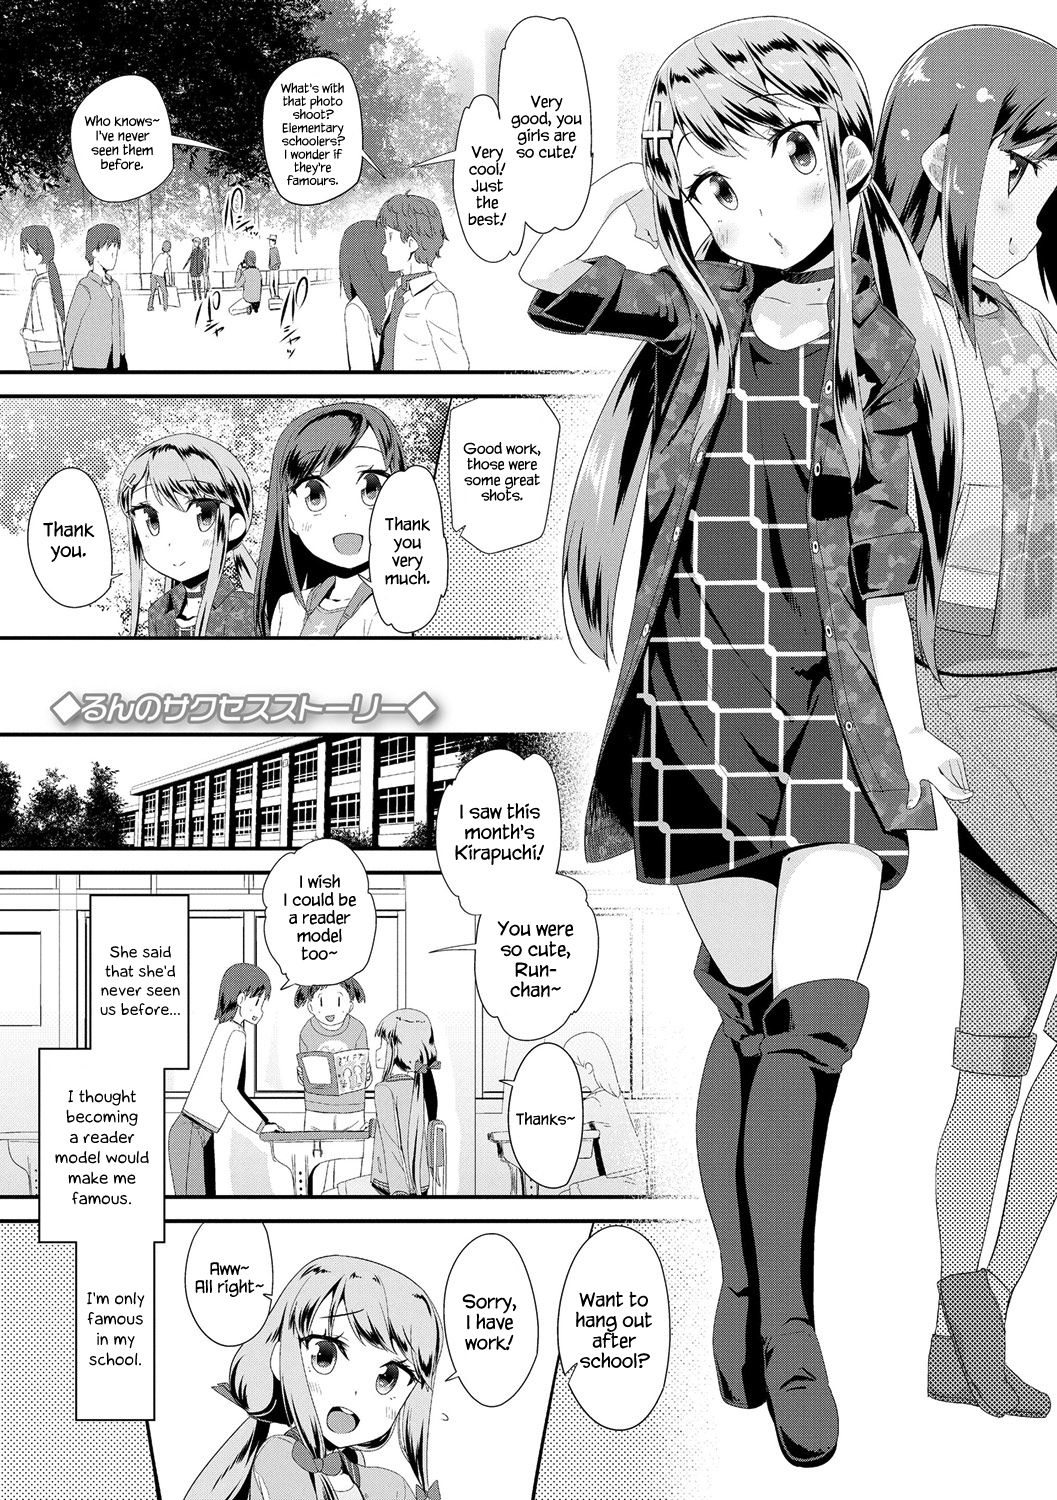 Very
good, you
girls are
so cute!
Very
cool!
Just
the
best!
What's with
that photo
shoot?
Elementary
schoolers?
I wonder if
they're
famours.
Who knows~
I've never
seen them
before.
Good work,
those were
some great
shots.
Thank
you very
much.
Thank
you.
◆るんのサクセスストーリー◆
I saw this
month's
Kirapuchi!
You were
so cute,
Run-
chan~
I wish
I could be
a reader
model
too~
Thanks~
She said
that she'd
never seen
us before...
I thought
becoming
a reader
model would
make me
famous.
I'm only
famous
in my
school.
Want to
hang out
after
school?
Sorry,
I have
work!
Aww~
All right~